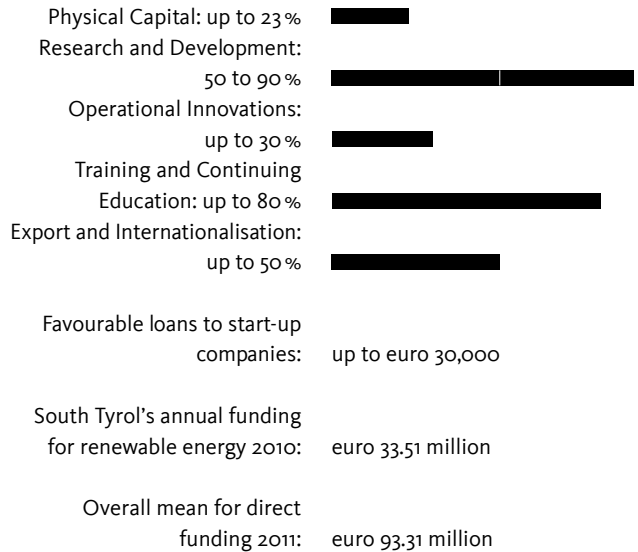 Physical Capital: up to 23 %
Research and Development:
50 to 90 %
Operational Innovations:
up to 30 %
Training and Continuing
Education: up to 80 %
Export and Internationalisation:
up to 50 %
Favourable loans to start-up
companies: up to euro 30,000
South Tyrol’s annual funding
for renewable energy 2010: euro 33.51 million
Overall mean for direct
funding 2011: euro 93.31 million